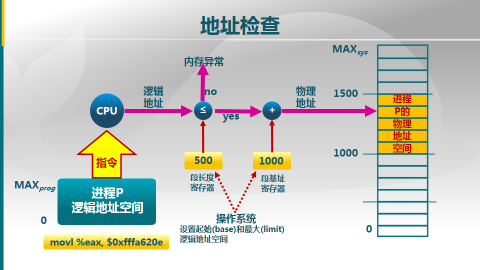 地址检查
MAXsys
内存异常
逻辑
地址
no
物理
地址
1500
CPU
≤
yes
+
进程
P的
物理
地址
空间
指令
500
1000
1000
段长度
寄存器
段基址
寄存器
MAXprog
进程P
逻辑地址空间
0
操作系统
设置起始(base)和最大(limit)
逻辑地址空间
0
movl %eax, $0xfffa620e